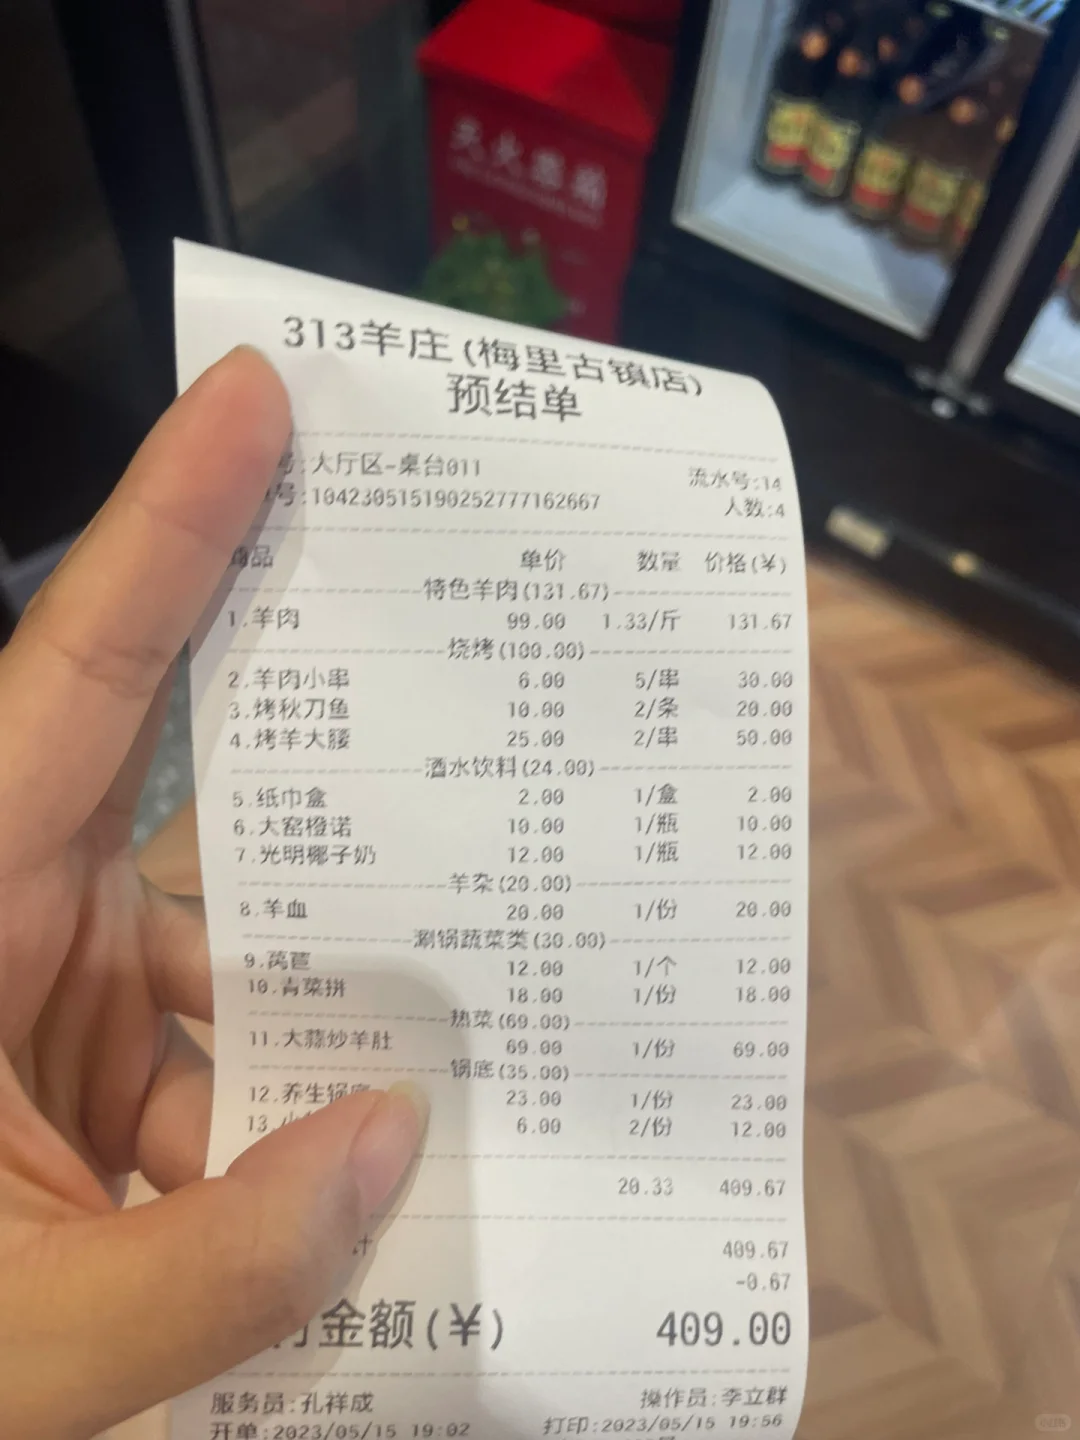 灭火器箱
313羊庄(梅里古镇店)
预结单
号:大厅区-桌台011 流水号:14
号:1042305151902527771626​67 人数:4
商品 单价 数量 价格(¥)
特色羊肉(131.67)
1.羊肉 99.00 1.33/斤 131.67
烧烤(100.00)
2.羊肉小串 6.00 5/串 30.00
3.烤秋刀鱼 10.00 2/条 20.00
4.烤羊大腰 25.00 2/串 50.00
酒水饮料(24.00)
5.纸巾盒 2.00 1/盒 2.00
6.大窑橙诺 10.00 1/瓶 10.00
7.光明椰子奶 12.00 1/瓶 12.00
羊杂(20.00)
8.羊血 20.00 1/份 20.00
涮锅蔬菜类(30.00)
9.莴苣 12.00 1/个 12.00
10.青菜拼 18.00 1/份 18.00
热菜(69.00)
11.大蒜炒羊肚 69.00 1/份 69.00
锅底(35.00)
12.养生锅底 23.00 1/份 23.00
13.小 6.00 2/份 12.00
20.33 409.67
计 409.67
-0.67
付金额(¥) 409.00
服务员:孔祥成 操作员:李立群
开单:2023/05/15 19:02 打印:2023/05/15 19:56